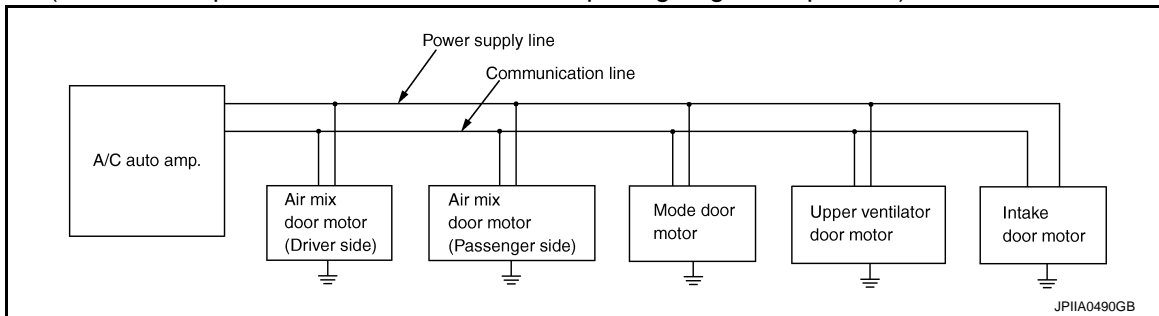 Power supply line
Communication line
A/C auto amp.
Air mix
door motor
(Driver side)
Air mix
door motor
(Passenger side)
Mode door
motor
Upper ventilator
door motor
Intake
door motor
JPIIA0490GB